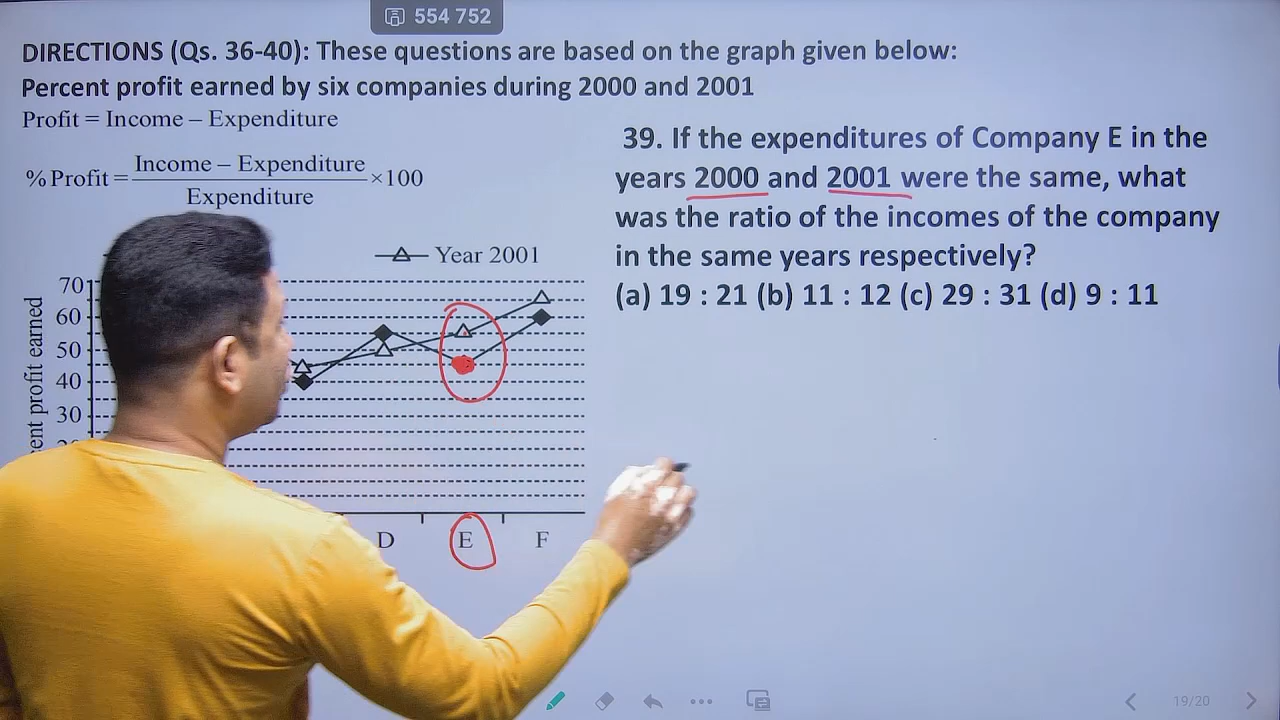 554 752
DIRECTIONS (Qs. 36-40): These questions are based on the graph given below:
Percent profit earned by six companies during 2000 and 2001
Profit = Income – Expenditure
% Profit = Income – Expenditure / Expenditure ×100
39. If the expenditures of Company E in the
years 2000 and 2001 were the same, what
was the ratio of the incomes of the company
in the same years respectively?
(a) 19 : 21 (b) 11 : 12 (c) 29 : 31 (d) 9 : 11
Year 2001
70
60
50
40
30
profit earned
D E F
19/20